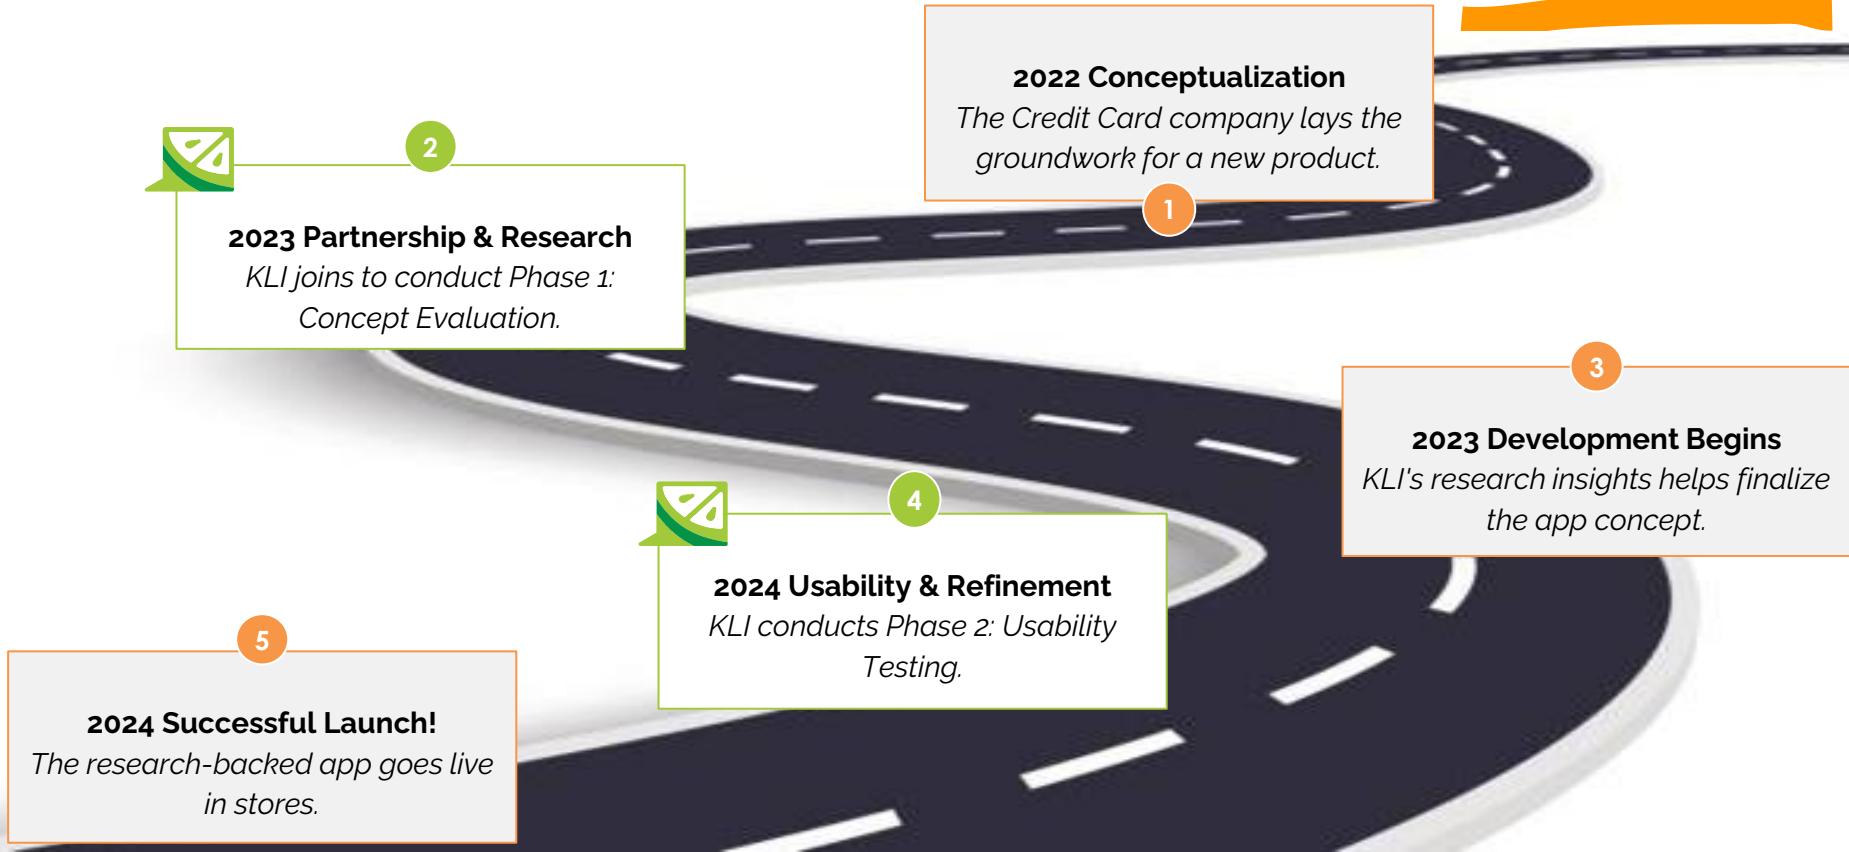 1
2022 Conceptualization
The Credit Card company lays the
groundwork for a new product.
2
2023 Partnership & Research
KLI joins to conduct Phase 1:
Concept Evaluation.
3
2023 Development Begins
KLI's research insights helps finalize
the app concept.
4
2024 Usability & Refinement
KLI conducts Phase 2: Usability
Testing.
5
2024 Successful Launch!
The research-backed app goes live
in stores.